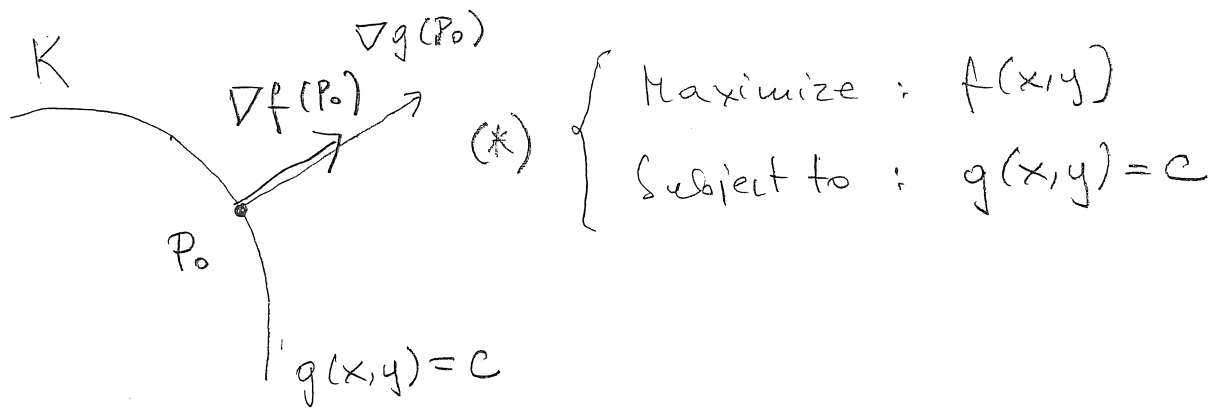 K
∇g(P₀)
∇f(P₀)
(*) { Maximize : f(x,y)
Subject to : g(x,y) = C
P₀
g(x,y) = C